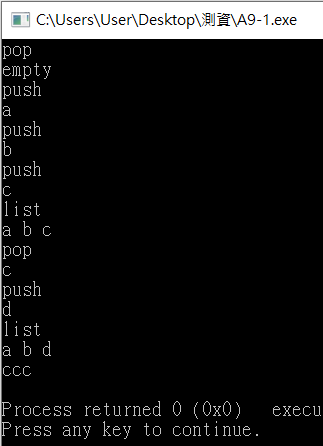 C:\Users\User\Desktop\測資\A9-1.exe
pop
empty
push
a
push
b
push
c
list
a b c
pop
c
push
d
list
a b d
ccc
Process returned 0 (0x0)   execu
Press any key to continue.